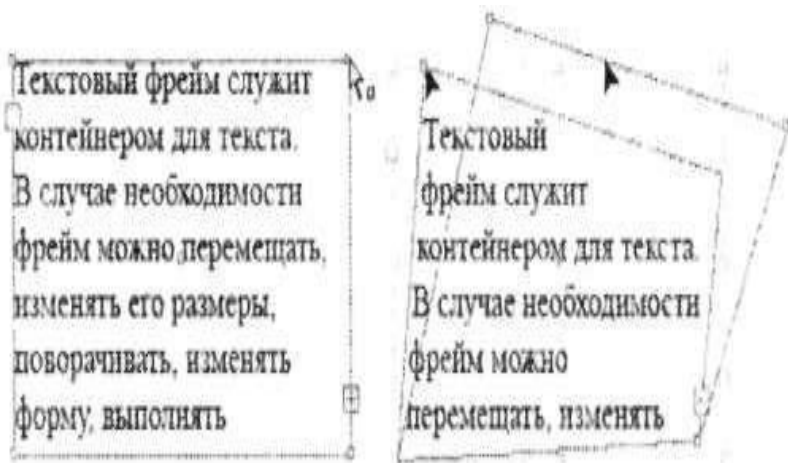 Текстовый фрейм служит
контейнером для текста.
В случае необходимости
фрейм можно перемещать,
изменять его размеры,
поворачивать, изменять
форму, выполнять
Текстовый
фрейм служит
контейнером для текста.
В случае необходимости
фрейм можно
перемещать, изменять